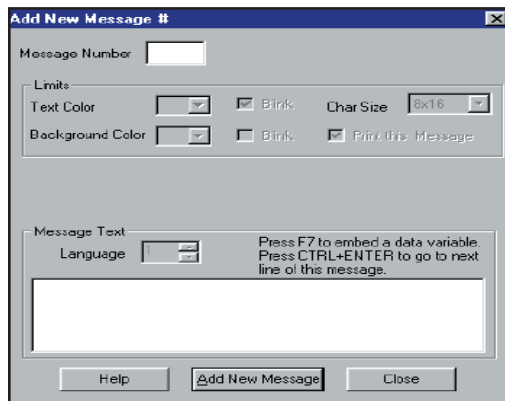 Add New Message #
Message Number
Limits
Text Color Blink Char Size 8x16
Background Color Blink Print this Message
Message Text
Language 1 Press F7 to embed a data variable.
Press CTRL+ENTER to go to next
line of this message.
Help Add New Message Close